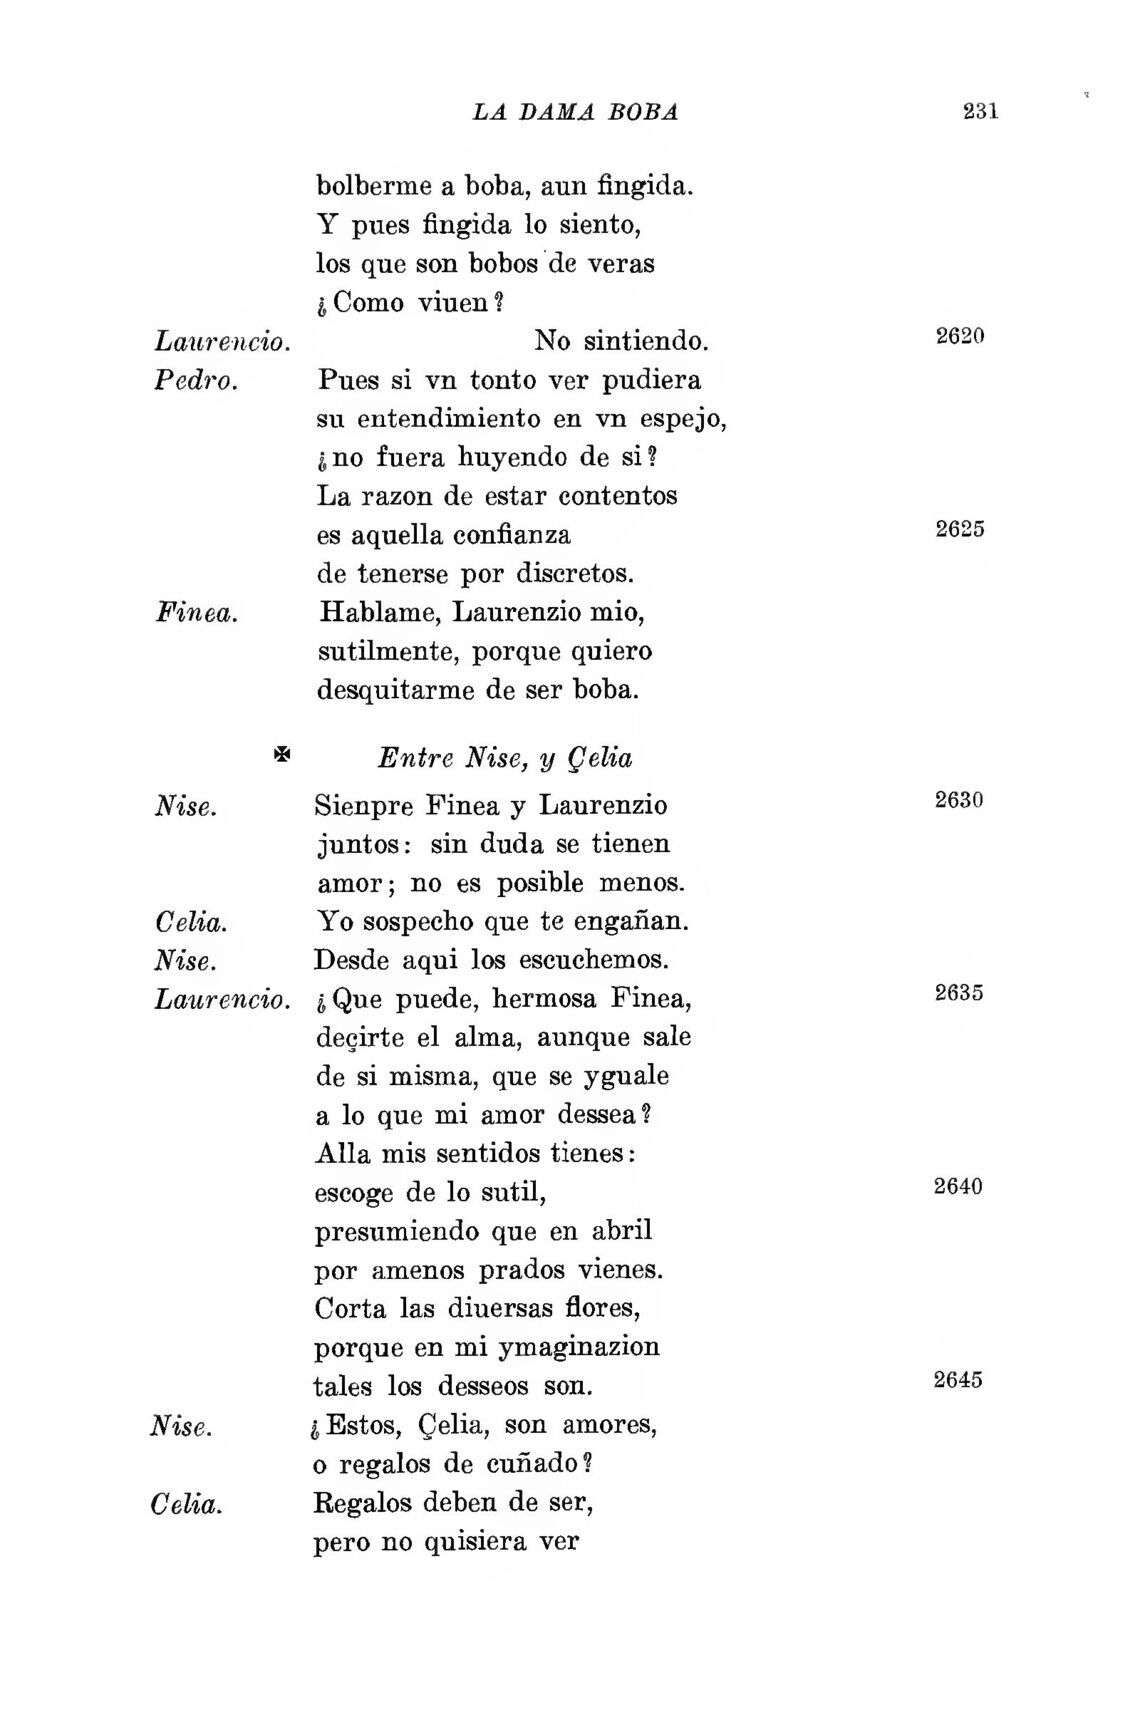 LA DAMA BOBA 231
bolberme a boba, aun fingida.
Y pues fingida lo siento,
los que son bobos de veras
¿Como viuen?
Laurencio. No sintiendo. 2620
Pedro. Pues si vn tonto ver pudiera
su entendimiento en vn espejo,
¿no fuera huyendo de si?
La razon de estar contentos
es aquella confianza 2625
de tenerse por discretos.
Finea. Hablame, Laurenzio mio,
sutilmente, porque quiero
desquitarme de ser boba.
✠ Entre Nise, y Çelia
Nise. Sienpre Finea y Laurenzio 2630
juntos: sin duda se tienen
amor; no es posible menos.
Celia. Yo sospecho que te engañan.
Nise. Desde aqui los escuchemos.
Laurencio. ¿Que puede, hermosa Finea, 2635
deçirte el alma, aunque sale
de si misma, que se yguale
a lo que mi amor dessea?
Alla mis sentidos tienes:
escoge de lo sutil, 2640
presumiendo que en abril
por amenos prados vienes.
Corta las diuersas flores,
porque en mi ymaginazion
tales los desseos son. 2645
Nise. ¿Estos, Çelia, son amores,
o regalos de cuñado?
Celia. Regalos deben de ser,
pero no quisiera ver